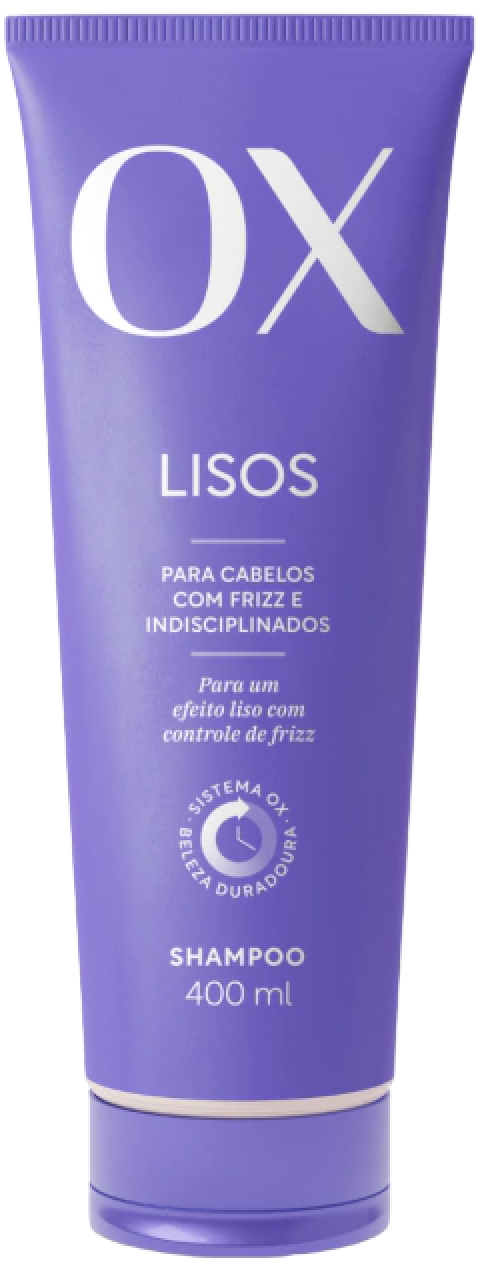 OX
LISOS
PARA CABELOS
COM FRIZZ E
INDISCIPLINADOS
Para um
efeito liso com
controle de frizz
· SISTEMA OX ·
BELEZA DURADOURA
SHAMPOO
400 ml